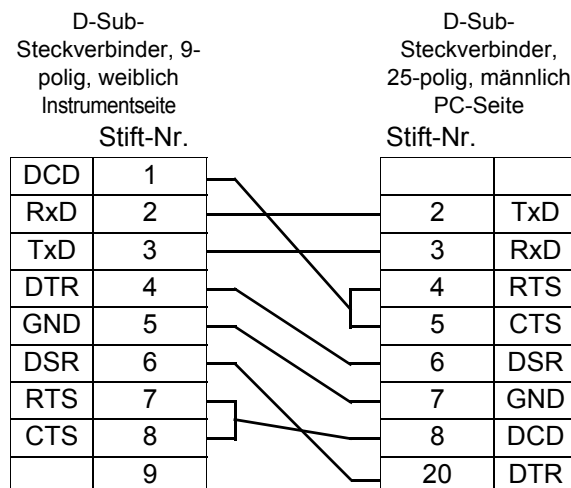 D-Sub-
Steckverbinder, 9-
polig, weiblich
Instrumentseite
Stift-Nr.
D-Sub-
Steckverbinder,
25-polig, männlich
PC-Seite
Stift-Nr.
DCD 1
RxD 2 2 TxD
TxD 3 3 RxD
DTR 4 4 RTS
GND 5 5 CTS
DSR 6 6 DSR
RTS 7 7 GND
CTS 8 8 DCD
9 20 DTR